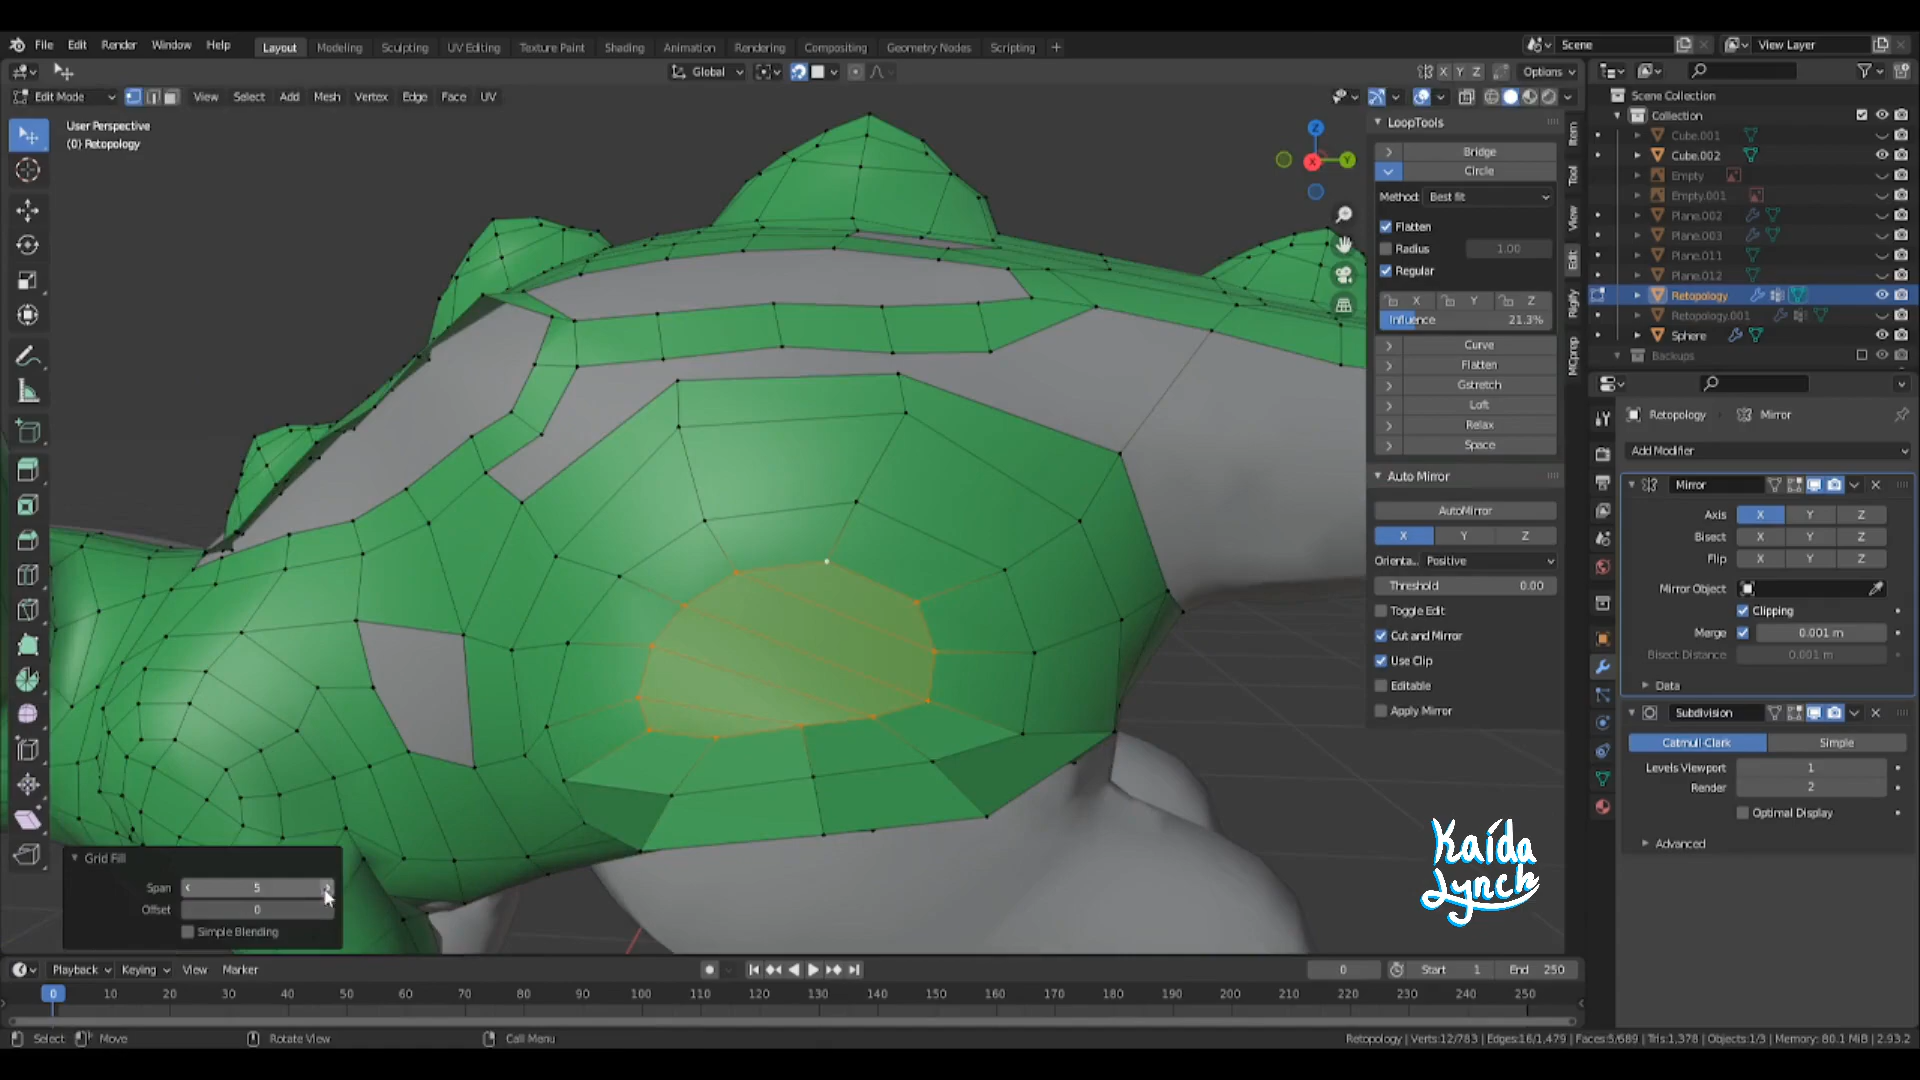 File Edit Render Window Help Layout Modeling Sculpting UV Editing Texture Paint Shading Animation Rendering Compositing Geometry Nodes Scripting + Scene View Layer
Global X Y Z Options
Edit Mode View Select Add Mesh Vertex Edge Face UV
User Perspective
(0) Retopology
Z
Y
X
LoopTools
Bridge
Circle
Method: Best fit
Flatten
Radius 1.00
Regular
X Y Z
Influence 21.3%
Curve
Flatten
Gstretch
Loft
Relax
Space
Auto Mirror
AutoMirror
X Y Z
Orienta.. Positive
Threshold 0.00
Toggle Edit
Cut and Mirror
Use Clip
Editable
Apply Mirror
Item
Tool
View
Edit
Rigify
MCprep
Scene Collection
Collection
Cube.001
Cube.002
Empty
Empty.001
Plane.002
Plane.003
Plane.011
Plane.012
Retopology
Retopology.001
Sphere
Backups
Retopology Mirror
Add Modifier
Mirror
Axis X Y Z
Bisect X Y Z
Flip X Y Z
Mirror Object
Clipping
Merge 0.001 m
Bisect Distance 0.001 m
Data
Subdivision
Catmull-Clark Simple
Levels Viewport 1
Render 2
Optimal Display
Advanced
Kaida
Lynch
Grid Fill
Span 5
Offset 0
Simple Blending
Playback Keying View Marker 0 Start 1 End 250
0 10 20 30 40 50 60 70 80 90 100 110 120 130 140 150 160 170 180 190 200 210 220 230 240 250
Select Move Rotate View Call Menu Retopology | Verts:12/783 | Edges:16/1,479 | Faces:5/689 | Tris:1,378 | Objects:1/3 | Memory: 80.1 MiB | 2.93.2